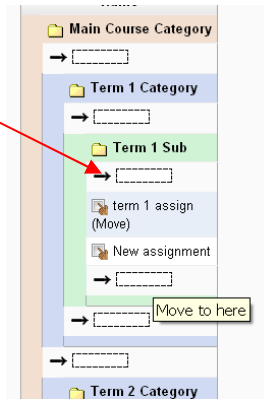 Main Course Category
Term 1 Category
Term 1 Sub
term 1 assign
(Move)
New assignment
Move to here
Term 2 Category